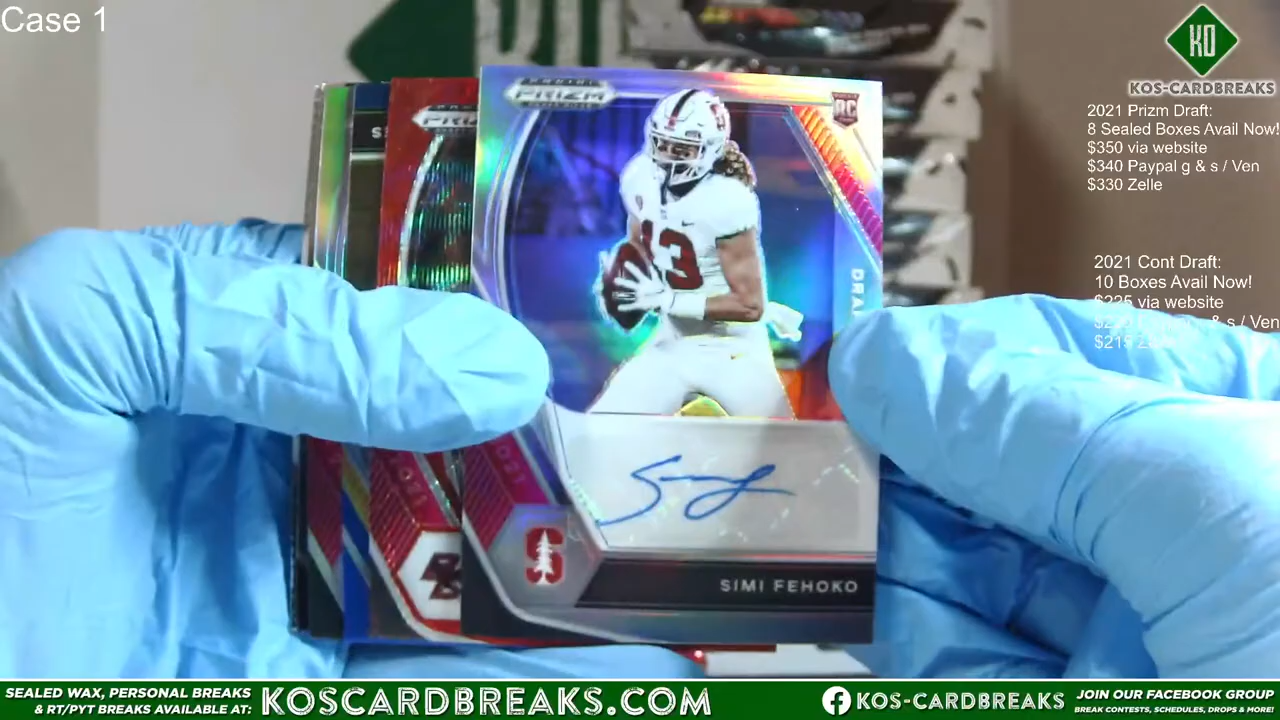 Case 1
KO
KOS-CARDBREAKS
2021 Prizm Draft:
8 Sealed Boxes Avail Now!
$350 via website
$340 Paypal g & s / Ven
$330 Zelle
2021 Cont Draft:
10 Boxes Avail Now!
$225 via website
& s / Ven
PRIZM
RC
13
DRA
2021
S
SIMI FEHOKO
SEALED WAX, PERSONAL BREAKS
& RT/PYT BREAKS AVAILABLE AT:
KOSCARDBREAKS.COM
KOS-CARDBREAKS
JOIN OUR FACEBOOK GROUP
BREAK CONTESTS, SCHEDULES, DROPS & MORE!